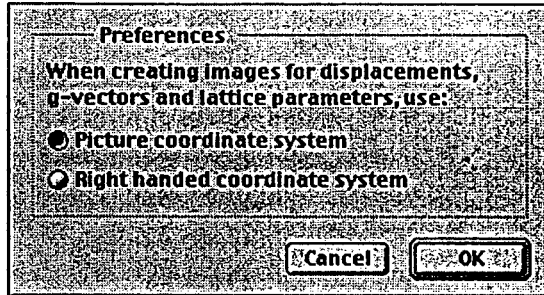 Preferences
When creating images for displacements,
g-vectors and lattice parameters, use:
Picture coordinate system
Right handed coordinate system
Cancel
OK